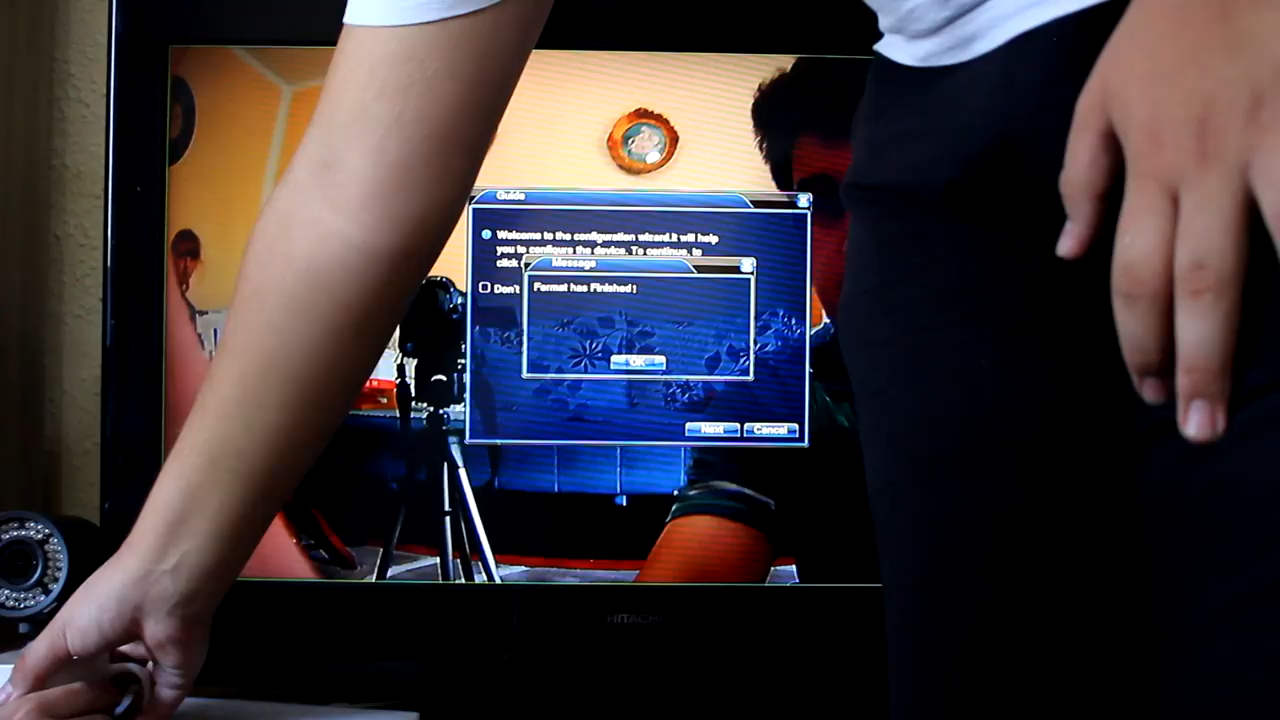 Guide
Welcome to the configuration wizard.It will help
you to configure the device. To continue, to
click
Message
Don't
Format has Finished!
OK
Next
Cancel
HITACHI